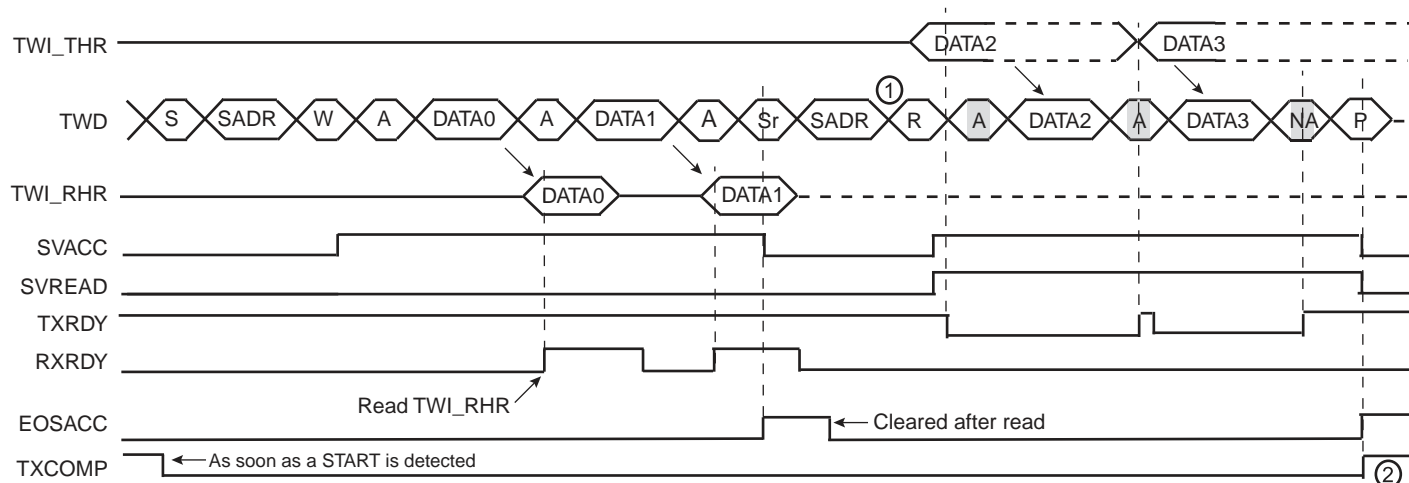 TWI_THR DATA2 DATA3
①
TWD S SADR W A DATA0 A DATA1 A Sr SADR R A DATA2 A DATA3 NA P
TWI_RHR DATA0 DATA1
SVACC
SVREAD
TXRDY
RXRDY
Read TWI_RHR
EOSACC Cleared after read
TXCOMP As soon as a START is detected ②